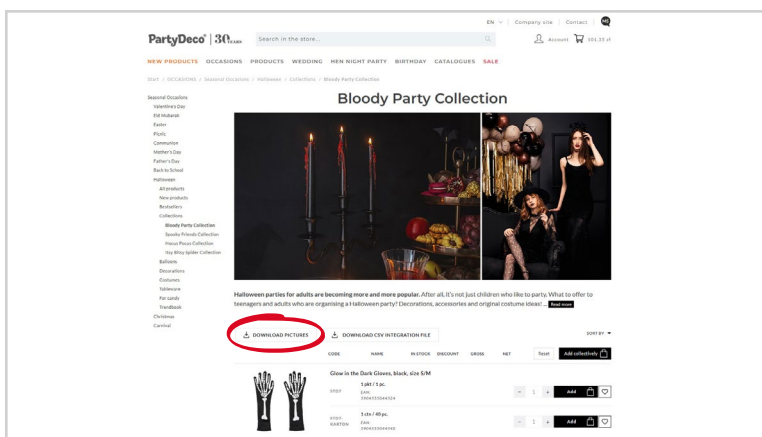 EN Company site Contact
PartyDeco 30 YEARS Search in the store... Account
NEW PRODUCTS OCCASIONS PRODUCTS WEDDING HEN NIGHT PARTY BIRTHDAY CATALOGUES SALE
Start / OCCASIONS / Seasonal Occasions / Halloween / Collections / Bloody Party Collection
Seasonal Occasions
Valentine's Day
Eid Mubarak
Easter
Picnic
Communion
Mother's Day
Father's Day
Back to School
Halloween
All products
New products
Bestsellers
Collections
Bloody Party Collection
Spooky Friends Collection
Hocus Pocus Collection
Itsy Bitsy Spider Collection
Balloons
Decorations
Costumes
Tableware
For candy
Trendbook
Christmas
Carnival
Bloody Party Collection
Halloween parties for adults are becoming more and more popular. After all, it's not just children who like to party. What to offer to
teenagers and adults who are organising a Halloween party? Decorations, accessories and original costume ideas! ... Read more
DOWNLOAD PICTURES DOWNLOAD CSV INTEGRATION FILE SORT BY
CODE NAME IN STOCK DISCOUNT GROSS NET Reset Add collectively
Glow in the Dark Gloves, black, size S/M
1 pkt / 1 pc.
EAN:
- 1 + Add
1 ctn / 40 pc.
KARTON EAN:
- 1 + Add